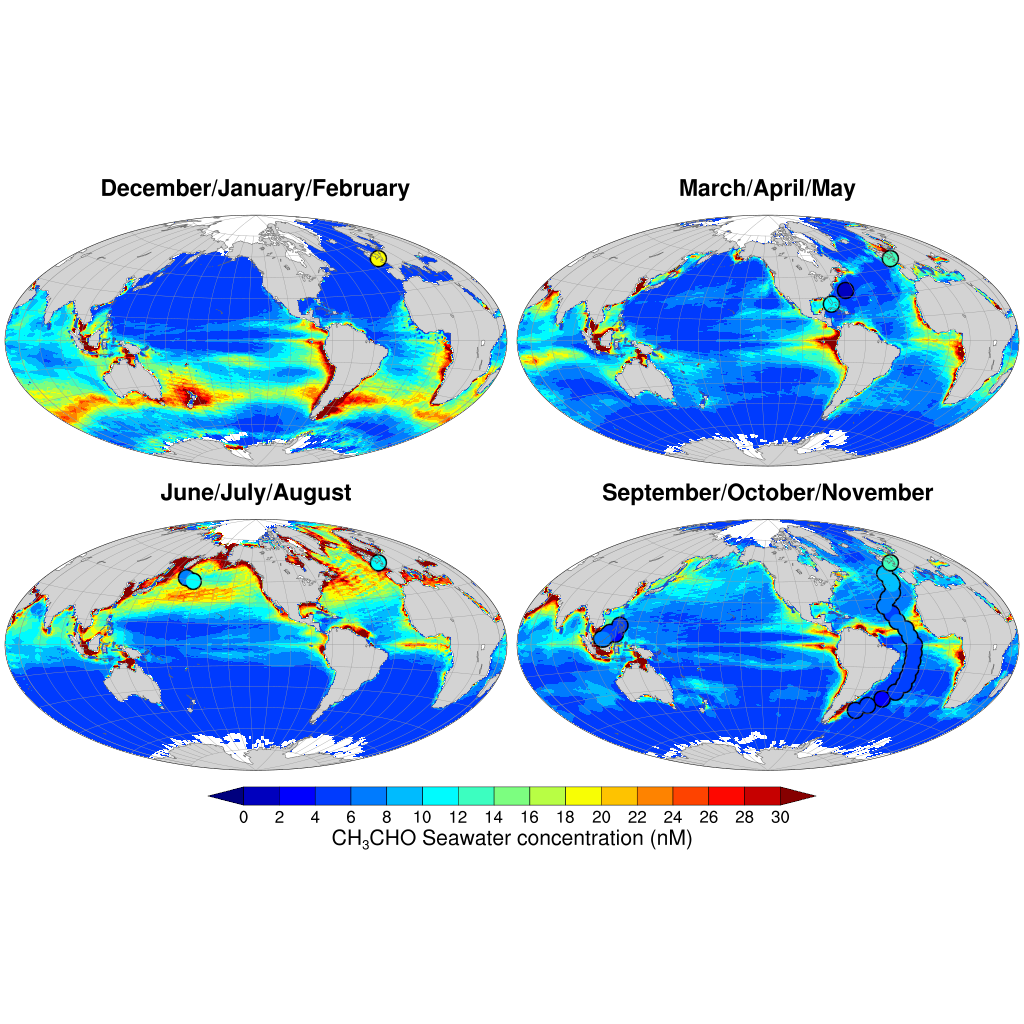 December/January/February
March/April/May
June/July/August
September/October/November
0 2 4 6 8 10 12 14 16 18 20 22 24 26 28 30
CH₃CHO Seawater concentration (nM)